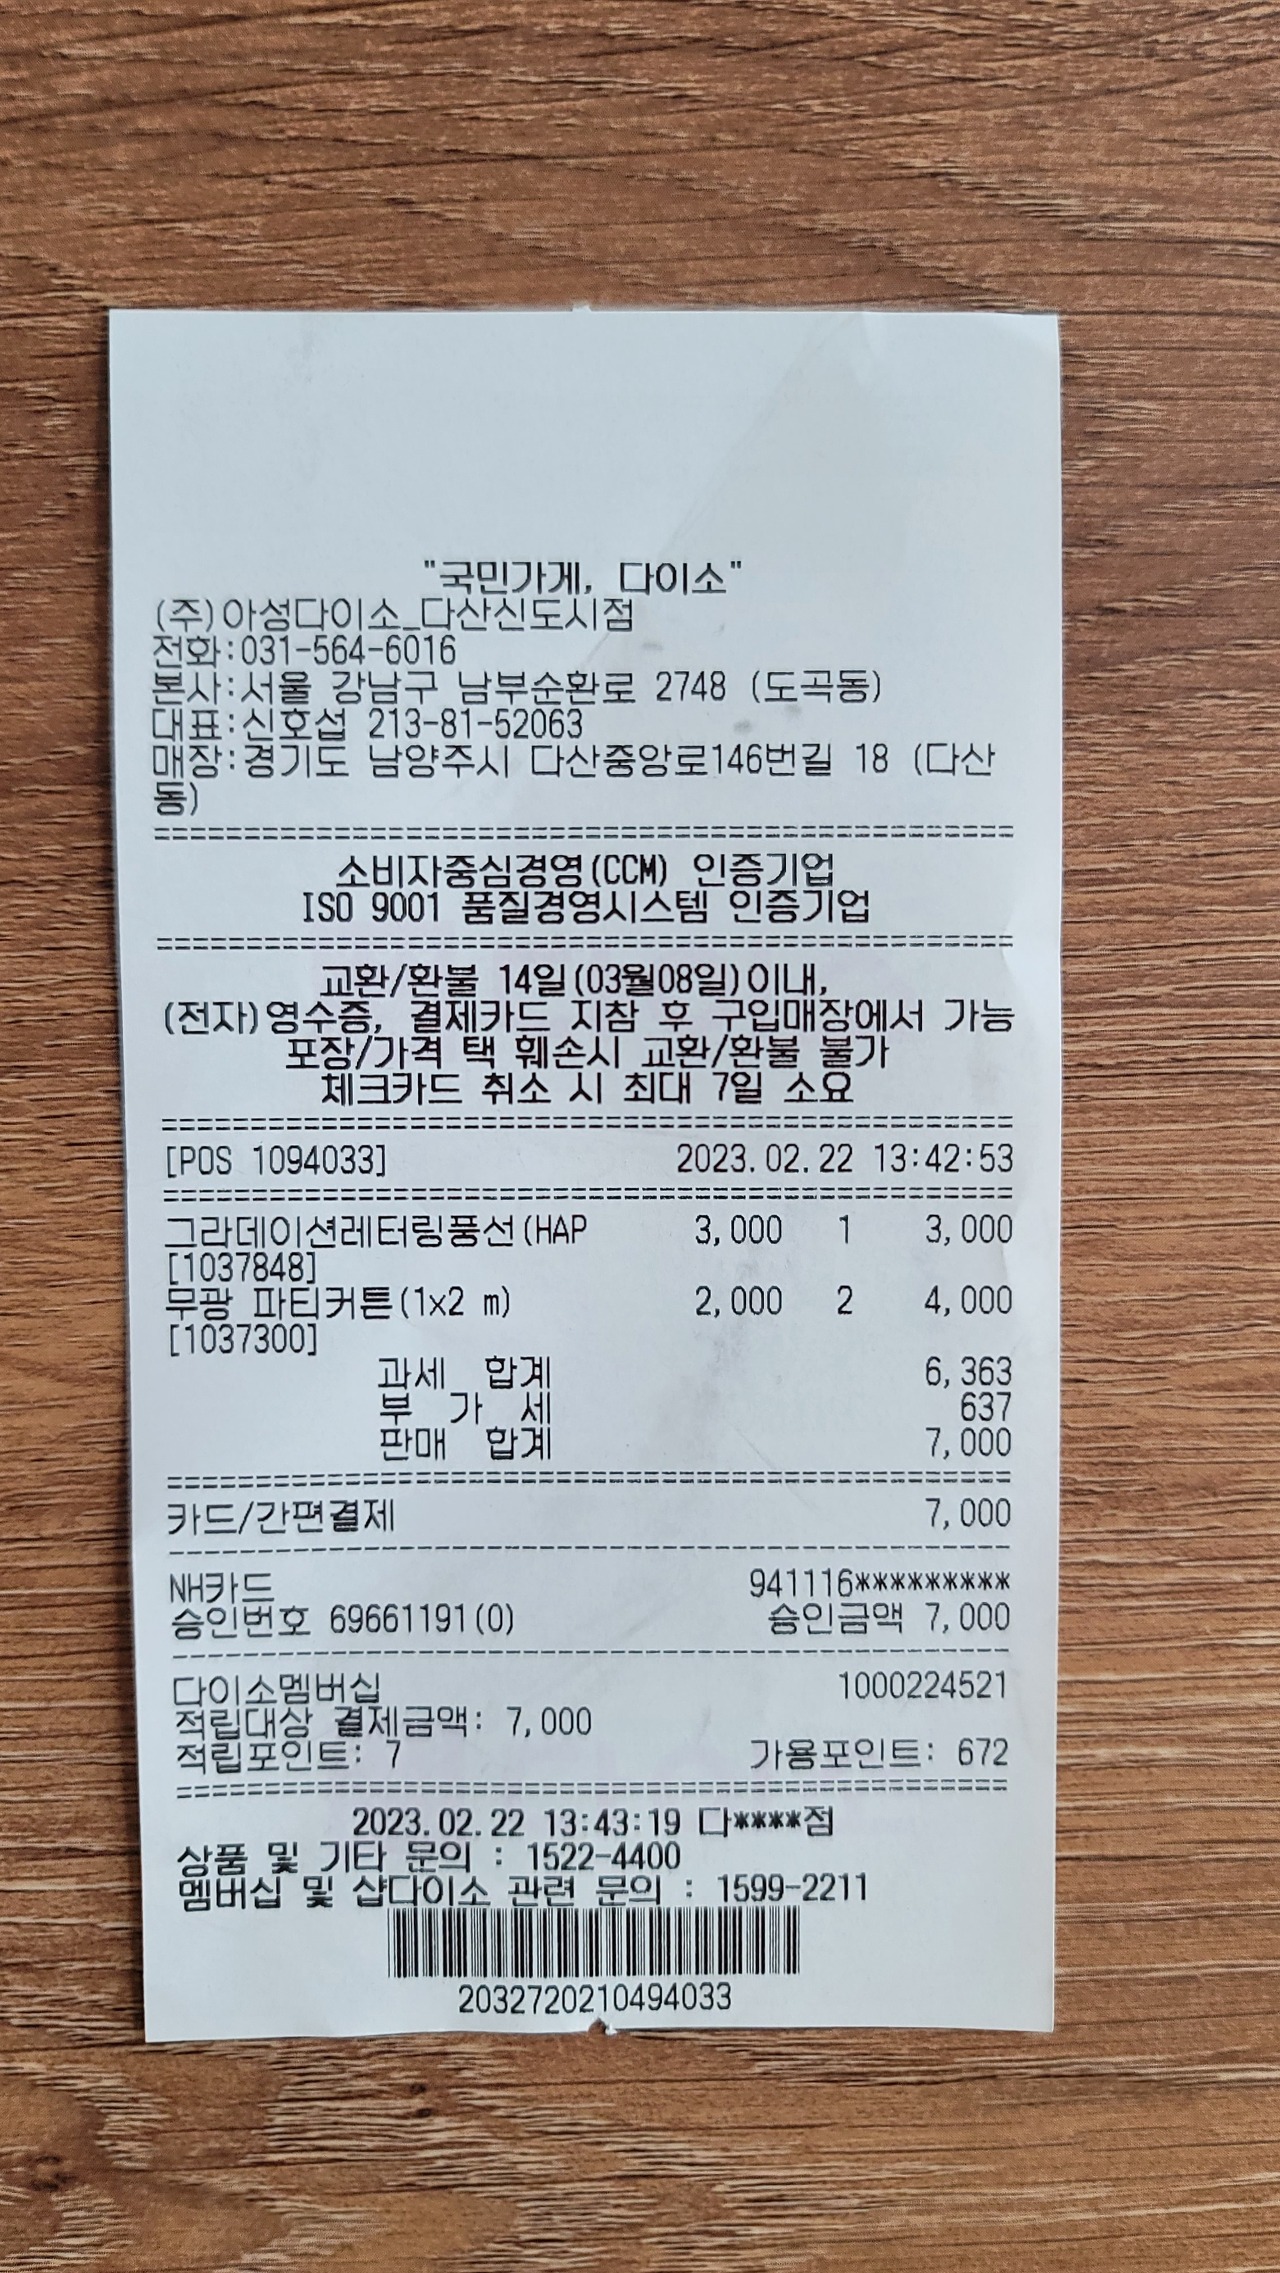 "국민가게, 다이소"
(주)아성다이소_다산신도시점
전화:031-564-6016
본사:서울 강남구 남부순환로 2748 (도곡동)
대표:신호섭 213-81-52063
매장:경기도 남양주시 다산중앙로146번길 18 (다산
동)
================================================
소비자중심경영(CCM) 인증기업
ISO 9001 품질경영시스템 인증기업
================================================
교환/환불 14일(03월08일)이내,
(전자)영수증, 결제카드 지참 후 구입매장에서 가능
포장/가격 택 훼손시 교환/환불 불가
체크카드 취소 시 최대 7일 소요
================================================
[POS 1094033] 2023.02.22 13:42:53
================================================
그라데이션레터링풍선(HAP 3,000 1 3,000
[1037848]
무광 파티커튼(1x2 m) 2,000 2 4,000
[1037300]
과세 합계 6,363
부 가 세 637
판매 합계 7,000
================================================
카드/간편결제 7,000
------------------------------------------------
NH카드 941116*********
승인번호 69661191(0) 승인금액 7,000
------------------------------------------------
다이소멤버십 1000224521
적립대상 결제금액: 7,000
적립포인트: 7 가용포인트: 672
================================================
2023.02.22 13:43:19 다****점
상품 및 기타 문의 : 1522-4400
멤버십 및 샵다이소 관련 문의 : 1599-2211
2032720210494033